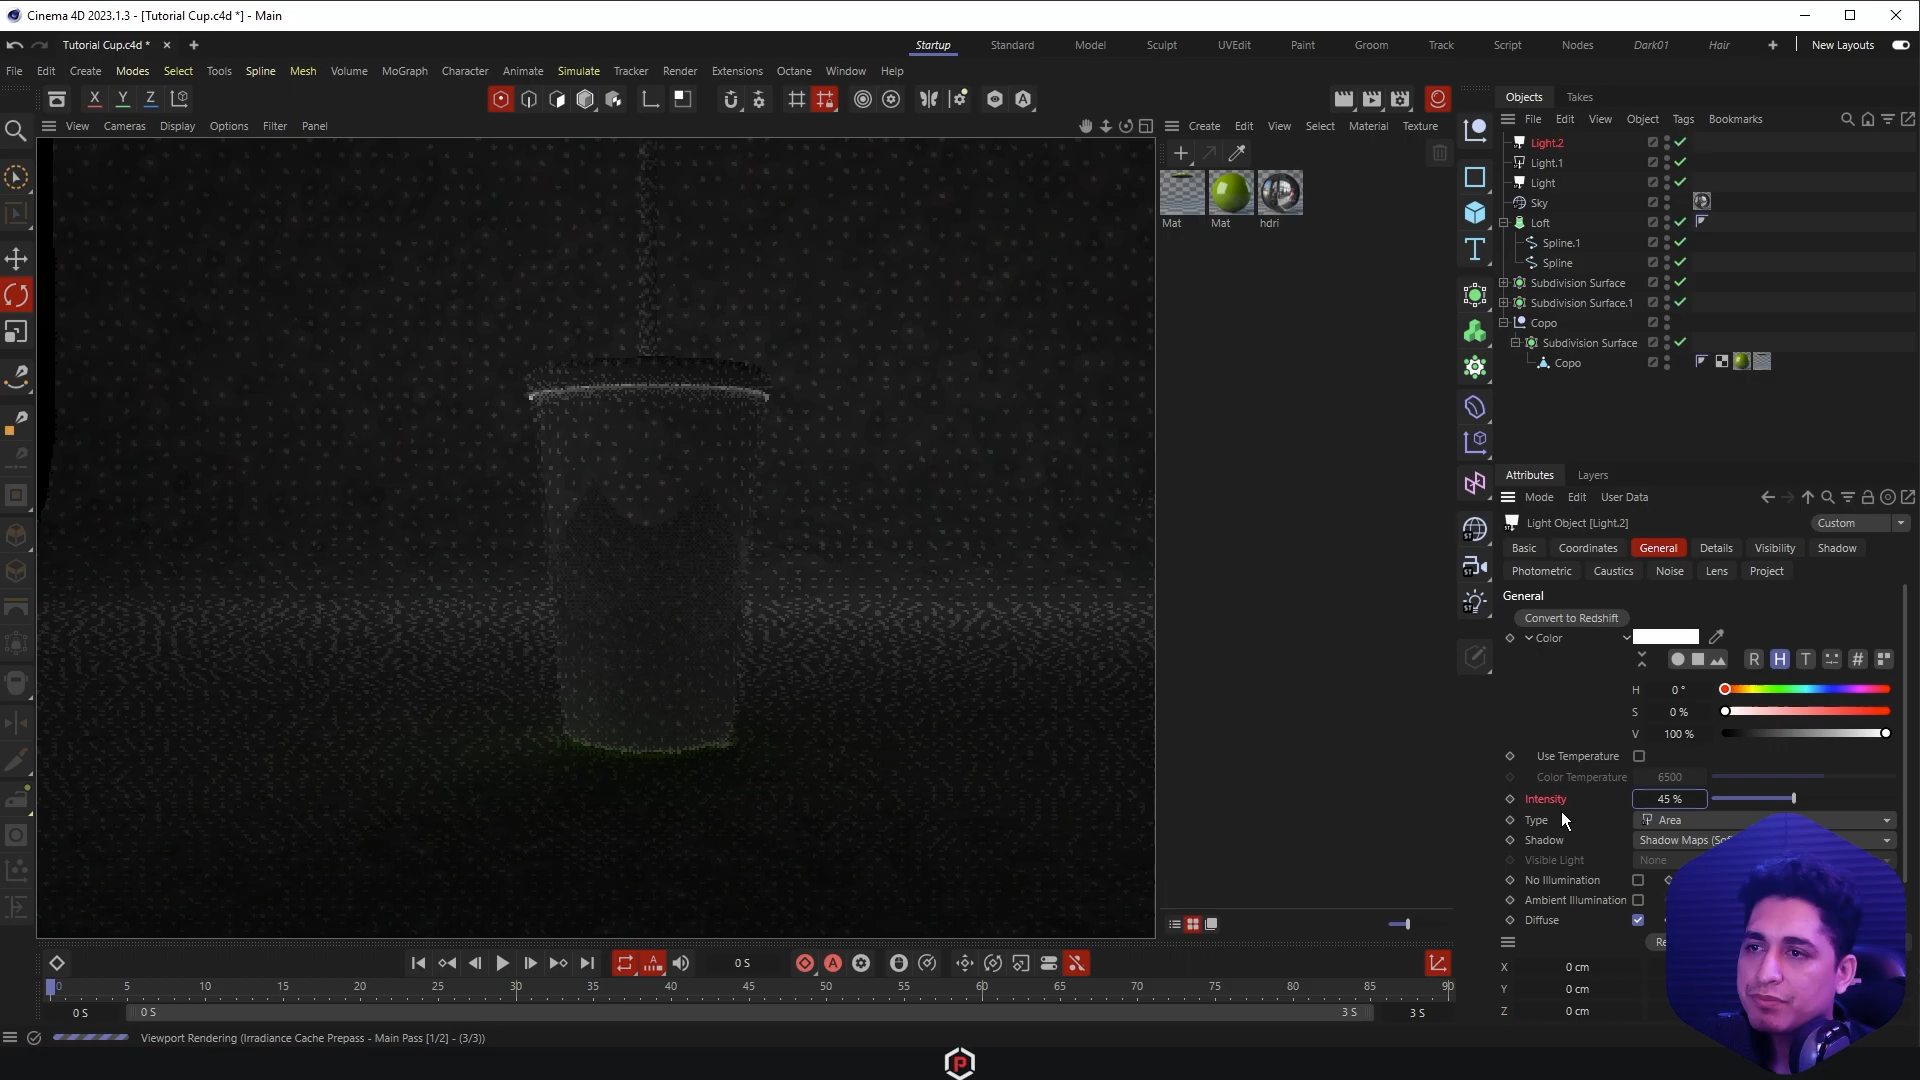 Cinema 4D 2023.1.3 - [Tutorial Cup.c4d *] - Main
Tutorial Cup.c4d *
Startup Standard Model Sculpt UVEdit Paint Groom Track Script Nodes Dark01 Hair New Layouts
File Edit Create Modes Select Tools Spline Mesh Volume MoGraph Character Animate Simulate Tracker Render Extensions Octane Window Help
X Y Z
Objects Takes
View Cameras Display Options Filter Panel
Create Edit View Select Material Texture
File Edit View Object Tags Bookmarks
Mat Mat hdri
Light.2
Light.1
Light
Sky
Loft
Spline.1
Spline
Subdivision Surface
Subdivision Surface.1
Copo
Subdivision Surface
Copo
Attributes Layers
Mode Edit User Data
Light Object [Light.2] Custom
Basic Coordinates General Details Visibility Shadow
Photometric Caustics Noise Lens Project
General
Convert to Redshift
Color
R H T #
H 0 °
S 0 %
V 100 %
Use Temperature
Color Temperature 6500
Intensity 45 %
Type Area
Shadow Shadow Maps (Sof
Visible Light None
No Illumination
Ambient Illumination
Diffuse
Re
X 0 cm
Y 0 cm
Z 0 cm
0 S
0 5 10 15 20 25 30 35 40 45 50 55 60 65 70 75 80 85 90
0 S 0 S 3 S 3 S
Viewport Rendering (Irradiance Cache Prepass - Main Pass [1/2] - (3/3))